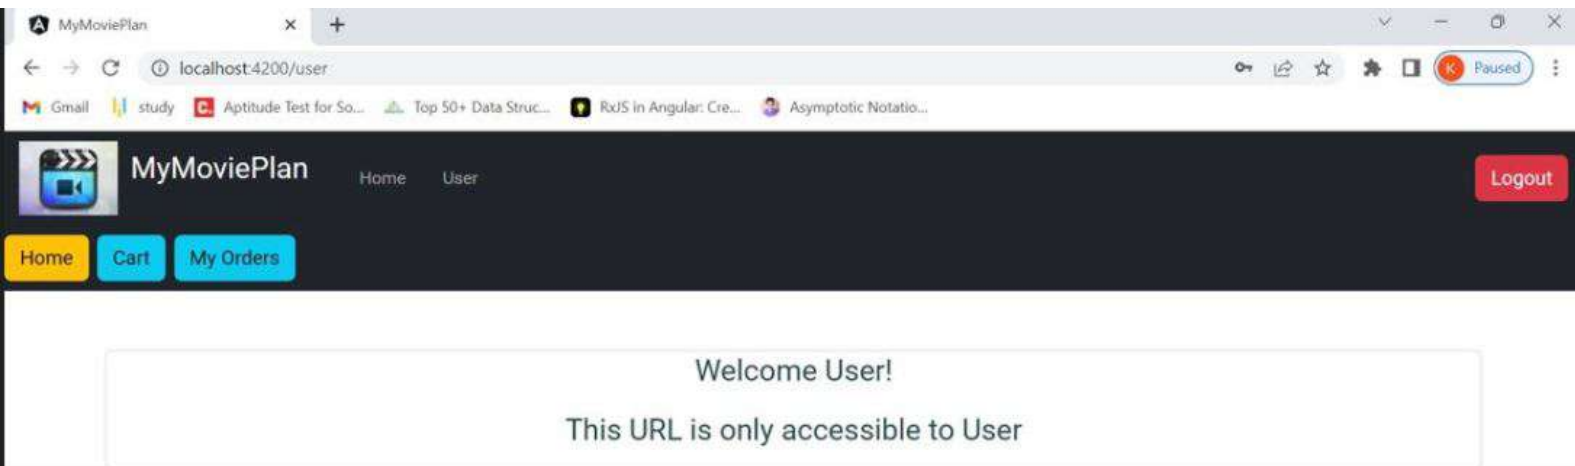 MyMoviePlan
localhost:4200/user
K Paused
Gmail study Aptitude Test for So... Top 50+ Data Struc... RxJS in Angular: Cre... Asymptotic Notatio...
MyMoviePlan Home User Logout
Home Cart My Orders
Welcome User!
This URL is only accessible to User